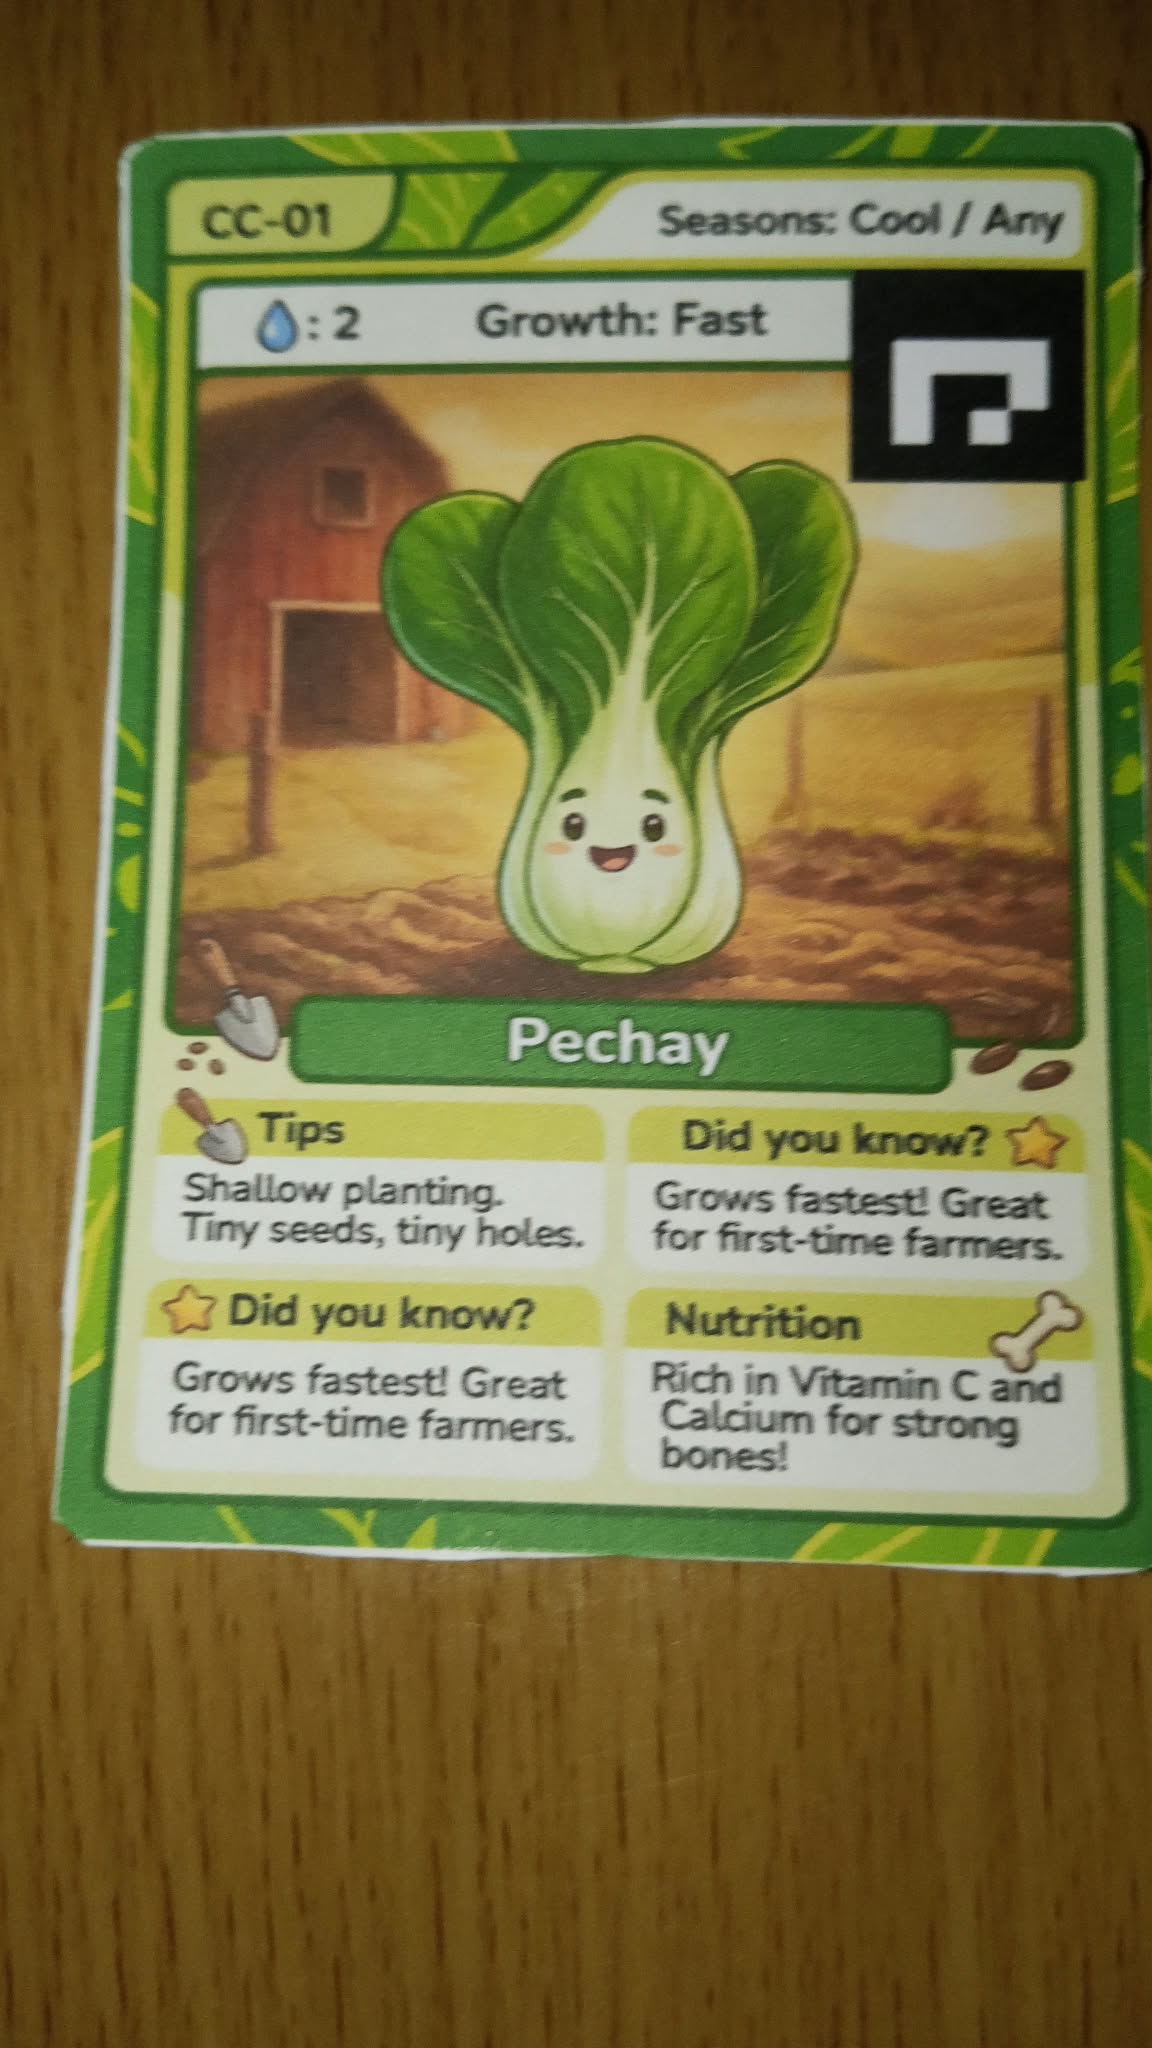 CC-01
Seasons: Cool / Any
: 2
Growth: Fast
Pechay
Tips
Shallow planting.
Tiny seeds, tiny holes.
Did you know?
Grows fastest! Great
for first-time farmers.
Did you know?
Grows fastest! Great
for first-time farmers.
Nutrition
Rich in Vitamin C and
Calcium for strong
bones!